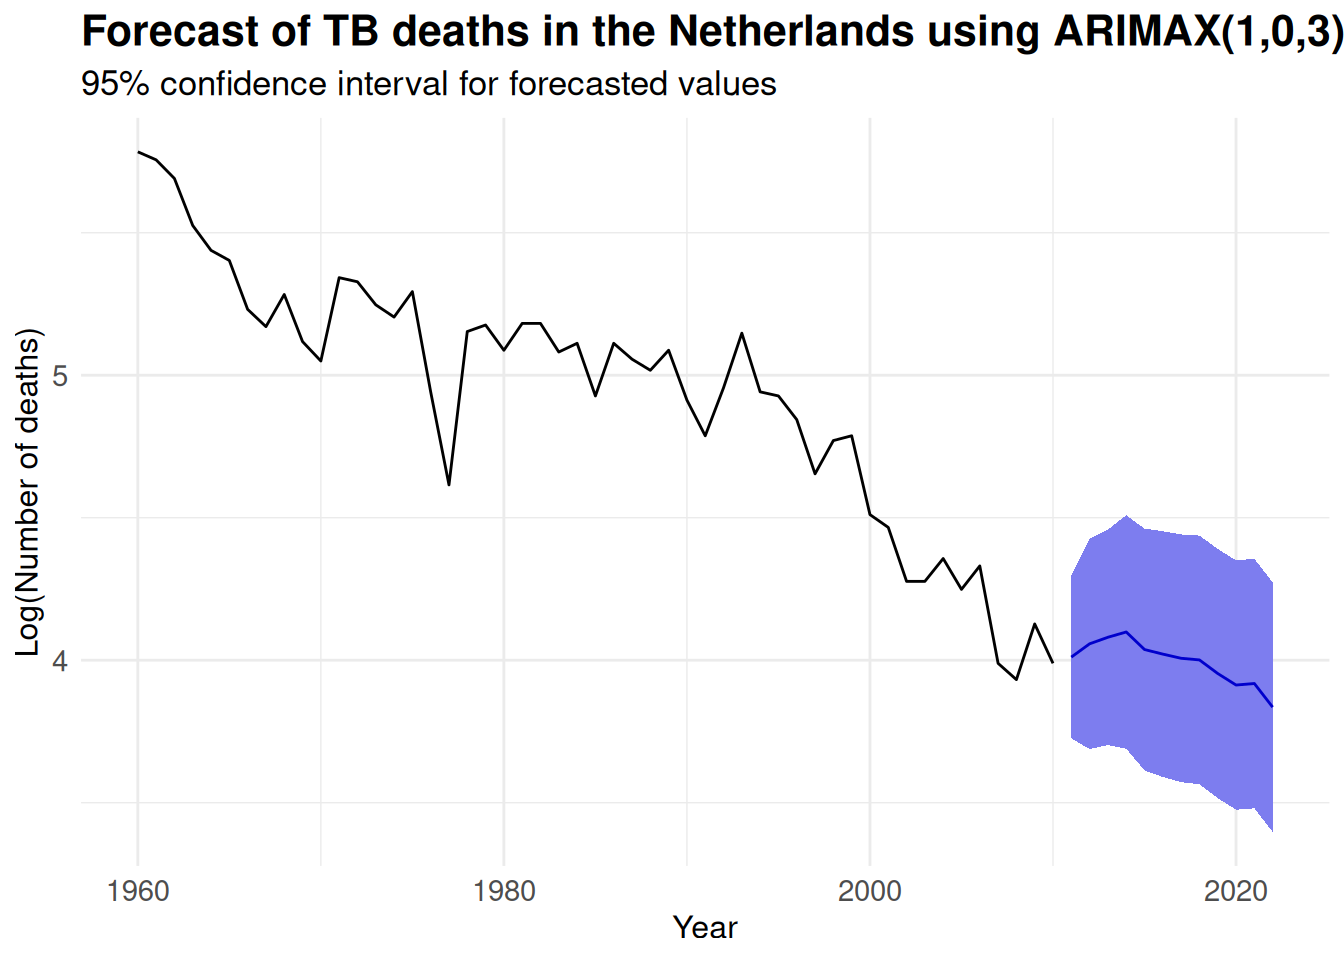 Forecast of TB deaths in the Netherlands using ARIMAX(1,0,3)
95% confidence interval for forecasted values
Log(Number of deaths)
5
4
1960
1980
2000
2020
Year